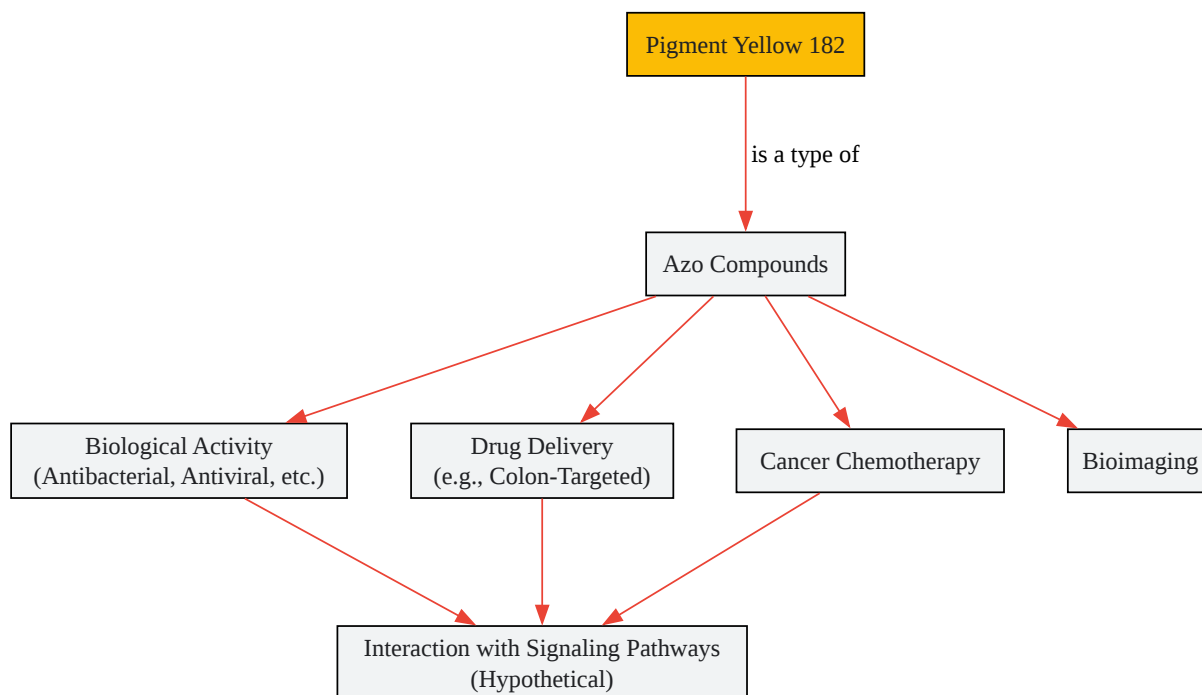 Pigment Yellow 182
is a type of
Azo Compounds
Biological Activity
(Antibacterial, Antiviral, etc.)
Drug Delivery
(e.g., Colon-Targeted)
Cancer Chemotherapy
Bioimaging
Interaction with Signaling Pathways
(Hypothetical)